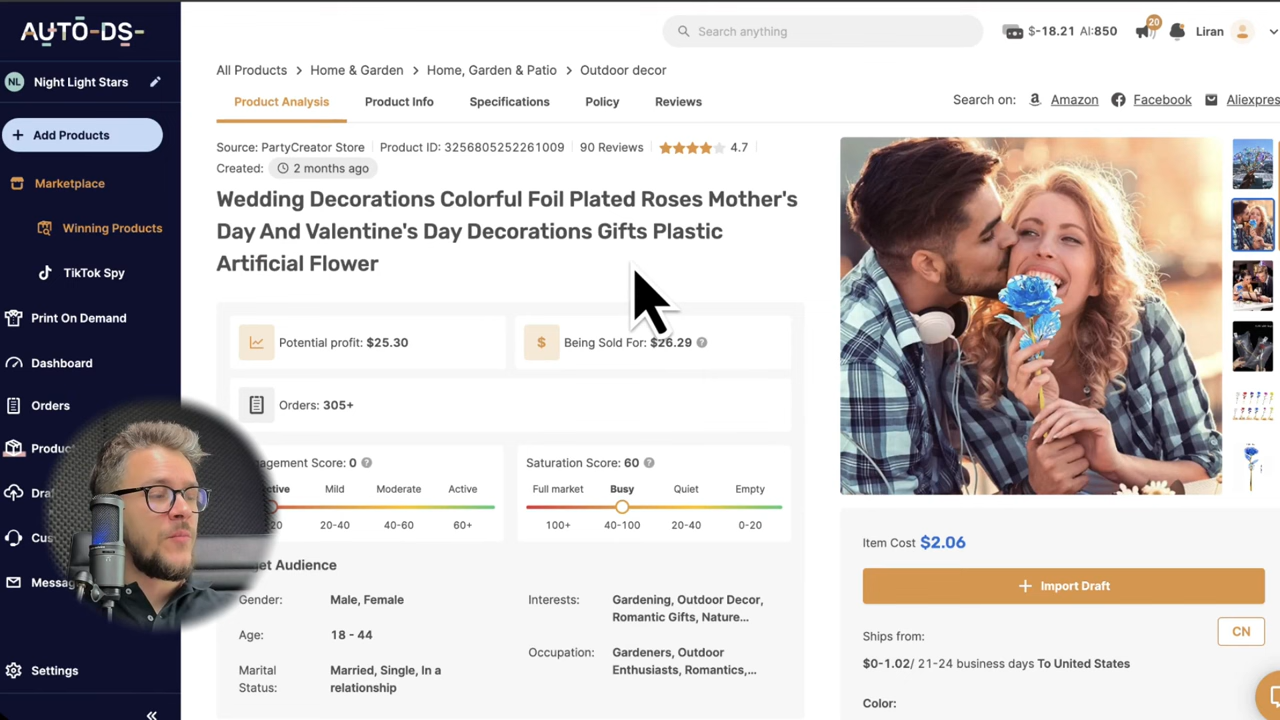 AUTO-DS-
Search anything
$-18.21 AI:850
20
Liran
NL Night Light Stars
Add Products
Marketplace
Winning Products
TikTok Spy
Print On Demand
Dashboard
Orders
Settings
All Products > Home & Garden > Home, Garden & Patio > Outdoor decor
Product Analysis Product Info Specifications Policy Reviews
Search on: Amazon Facebook Aliexpres
Source: PartyCreator Store Product ID: 3256805252261009 90 Reviews 4.7
Created: 2 months ago
Wedding Decorations Colorful Foil Plated Roses Mother's
Day And Valentine's Day Decorations Gifts Plastic
Artificial Flower
Potential profit: $25.30
$ Being Sold For: $26.29 ?
Orders: 305+
Score: 0 ?
Mild Moderate Active
20-40 40-60 60+
Saturation Score: 60 ?
Full market Busy Quiet Empty
100+ 40-100 20-40 0-20
Audience
Gender: Male, Female
Age: 18 - 44
Marital Married, Single, In a
Status: relationship
Interests: Gardening, Outdoor Decor,
Romantic Gifts, Nature...
Occupation: Gardeners, Outdoor
Enthusiasts, Romantics,...
Item Cost $2.06
+ Import Draft
Ships from: CN
$0-1.02/ 21-24 business days To United States
Color: